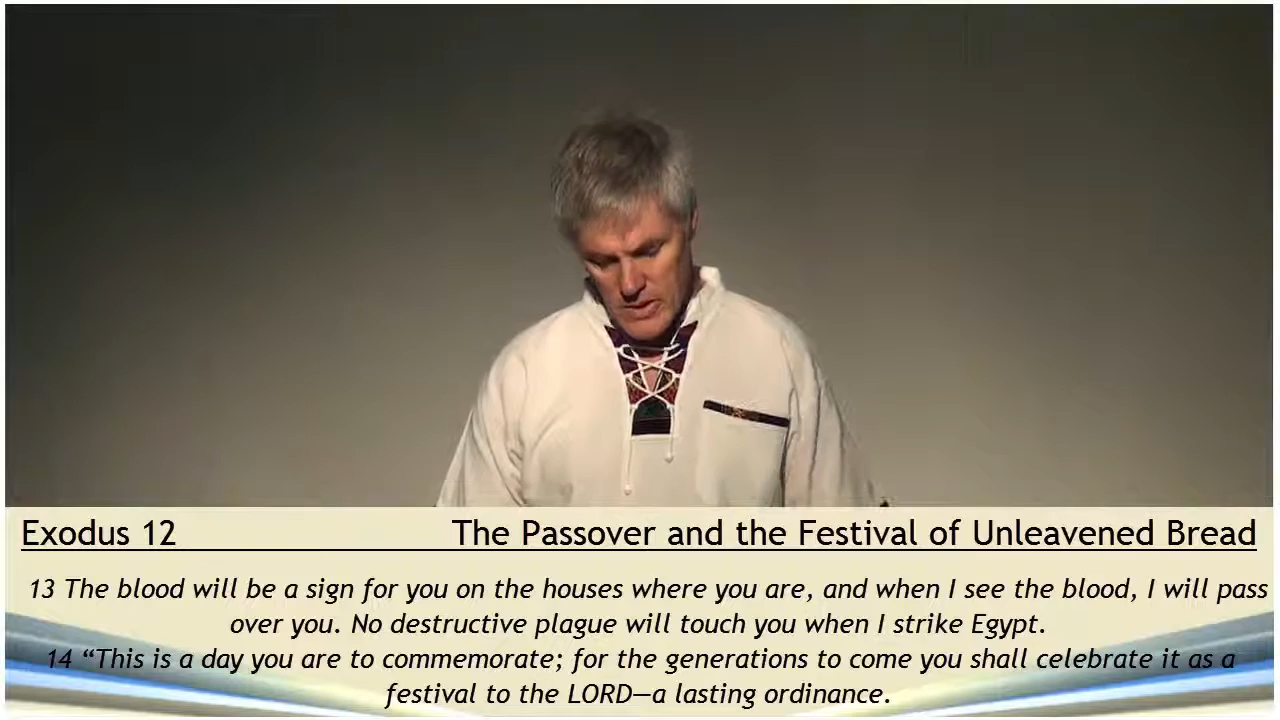 Exodus 12 The Passover and the Festival of Unleavened Bread
13 The blood will be a sign for you on the houses where you are, and when I see the blood, I will pass
over you. No destructive plague will touch you when I strike Egypt.
14 “This is a day you are to commemorate; for the generations to come you shall celebrate it as a
festival to the LORD—a lasting ordinance.